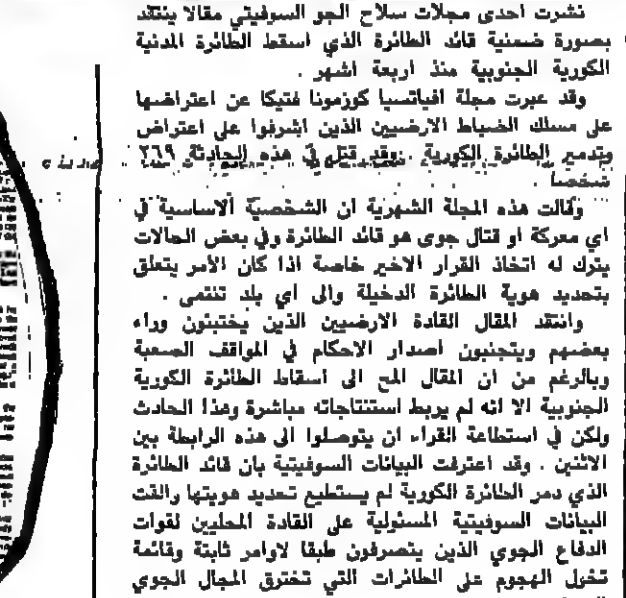 نشرت احدى مجلات سلاح الجو السوفيتي مقالا ينتقد
بصورة ضمنية قائد الطائرة الذي اسقط الطائرة المدنية
الكورية الجنوبية منذ اربعة اشهر .
وقد عبرت مجلة افياتسيا كوزمونا فتيكا عن اعتراضها
على مسلك الضباط الارضيين الذين اشرفوا على اعتراض
وتدمير الطائرة الكورية . وقد قتل في هذه الحادثة ٢٦٩
شخصا .
وقالت هذه المجلة الشهرية ان الشخصية الاساسية في
اي معركة او قتال جوى هو قائد الطائرة وفي بعض الحالات
يترك له اتخاذ القرار الاخير خاصة اذا كان الأمر يتعلق
بتحديد هوية الطائرة الدخيلة والى اي بلد تنتمى .
وانتقد المقال القادة الارضيين الذين يختبئون وراء
بعضهم ويتجنبون اصدار الاحكام في المواقف الصعبة
وبالرغم من ان المقال المح الى اسقاط الطائرة الكورية
الجنوبية الا انه لم يربط استنتاجاته مباشرة وهذا الحادث
ولكن في استطاعة القراء ان يتوصلوا الى هذه الرابطة بين
الاثنين . وقد اعترفت البيانات السوفيتية بان قائد الطائرة
الذي دمر الطائرة الكورية لم يستطيع تحديد هويتها والقت
البيانات السوفيتية المسئولية على القادة المحليين لقوات
الدفاع الجوي الذين يتصرفون طبقا لاوامر ثابتة وقائمة
تخول الهجوم على الطائرات التي تخترق المجال الجوي